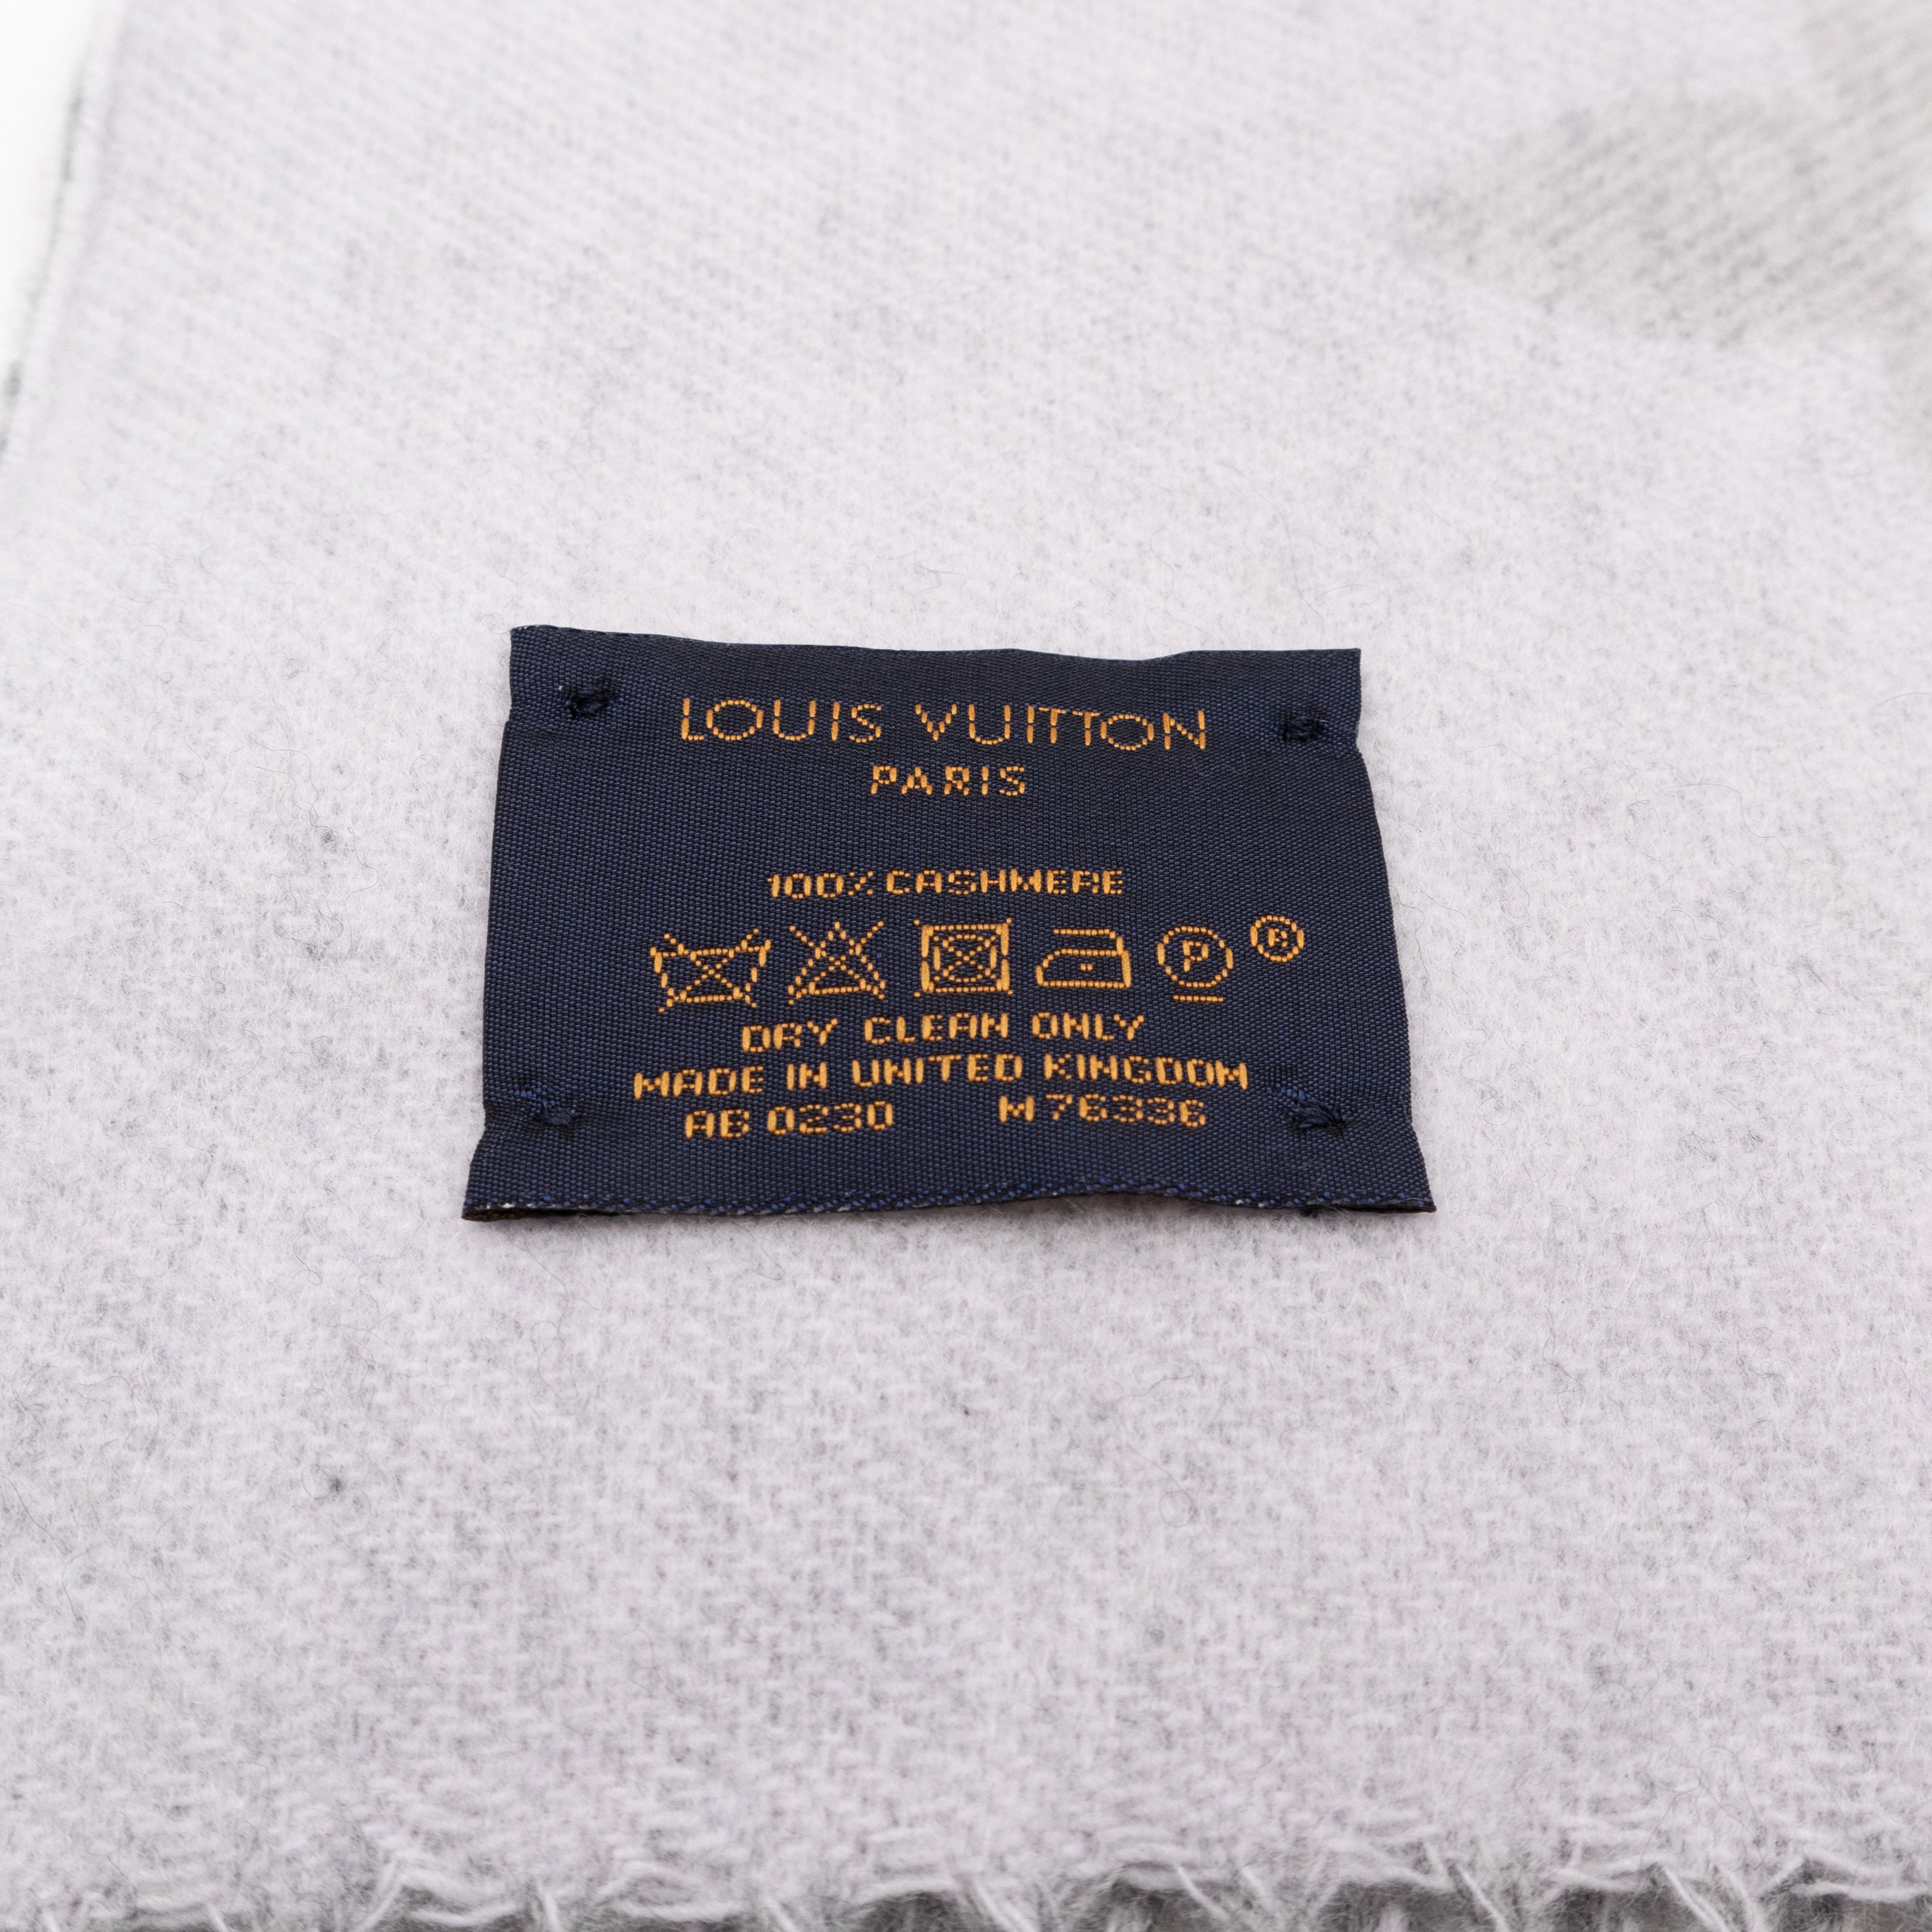 LOUIS VUITTON
PARIS
100% CASHMERE
P ®
DRY CLEAN ONLY
MADE IN UNITED KINGDOM
AB 0230 M76336